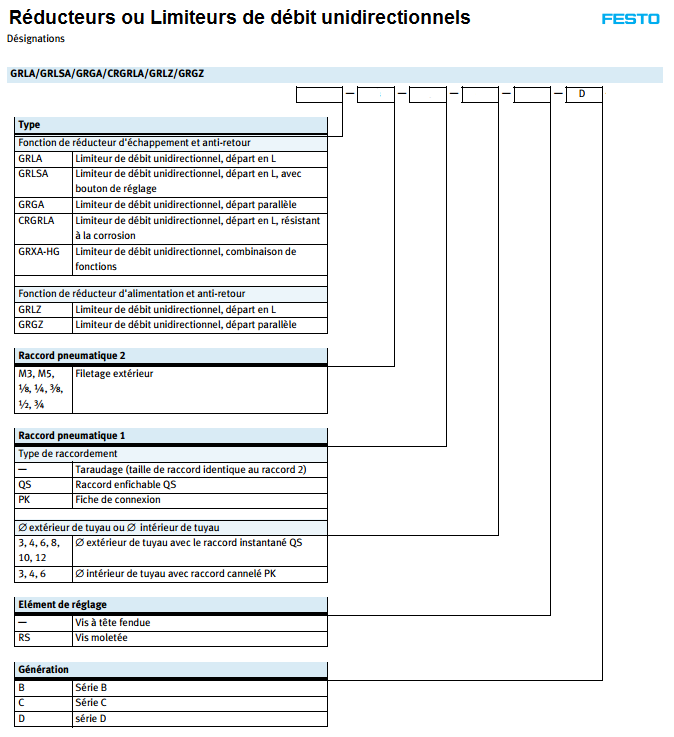 Réducteurs ou Limiteurs de débit unidirectionnels
FESTO
Désignations
GRLA/GRLSA/GRGA/CRGRLA/GRLZ/GRGZ
– – – – – D
Type
Fonction de réducteur d'échappement et anti-retour
GRLA Limiteur de débit unidirectionnel, départ en L
GRLSA Limiteur de débit unidirectionnel, départ en L, avec
bouton de réglage
GRGA Limiteur de débit unidirectionnel, départ parallèle
CRGRLA Limiteur de débit unidirectionnel, départ en L, résistant
à la corrosion
GRXA-HG Limiteur de débit unidirectionnel, combinaison de
fonctions
Fonction de réducteur d'alimentation et anti-retour
GRLZ Limiteur de débit unidirectionnel, départ en L
GRGZ Limiteur de débit unidirectionnel, départ parallèle
Raccord pneumatique 2
M3, M5, Filetage extérieur
⅛, ¼, ⅜,
½, ¾
Raccord pneumatique 1
Type de raccordement
— Taraudage (taille de raccord identique au raccord 2)
QS Raccord enfichable QS
PK Fiche de connexion
∅ extérieur de tuyau ou ∅ intérieur de tuyau
3, 4, 6, 8, ∅ extérieur de tuyau avec le raccord instantané QS
10, 12
3, 4, 6 ∅ intérieur de tuyau avec raccord cannelé PK
Elément de réglage
— Vis à tête fendue
RS Vis moletée
Génération
B Série B
C Série C
D série D